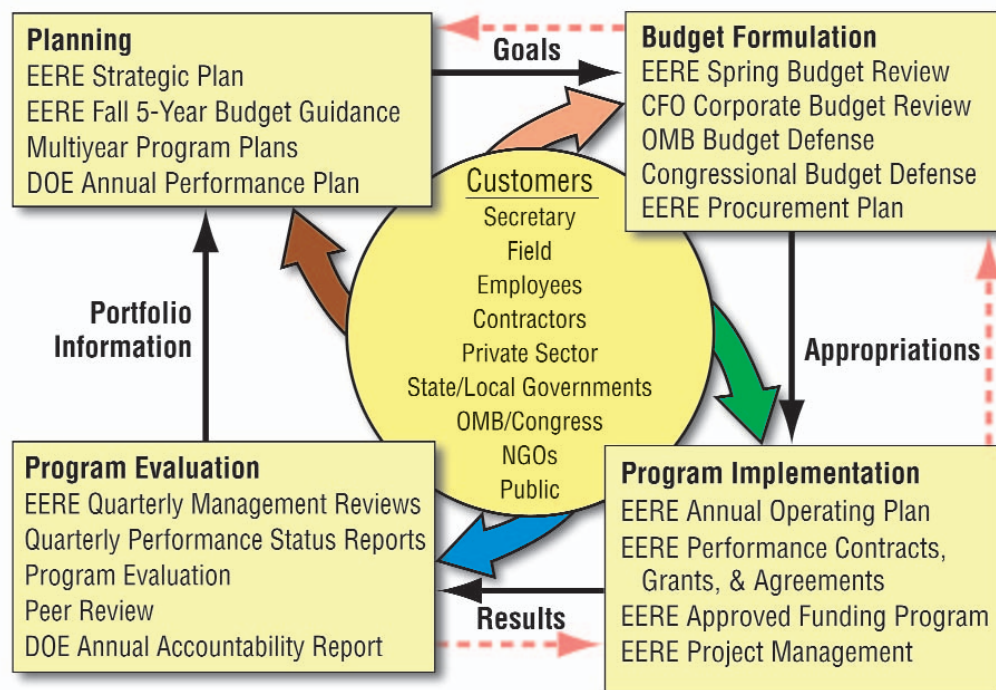 Planning
EERE Strategic Plan
EERE Fall 5-Year Budget Guidance
Multiyear Program Plans
DOE Annual Performance Plan
Goals
Budget Formulation
EERE Spring Budget Review
CFO Corporate Budget Review
OMB Budget Defense
Congressional Budget Defense
EERE Procurement Plan
Customers
Secretary
Field
Employees
Contractors
Private Sector
State/Local Governments
OMB/Congress
NGOs
Public
Portfolio
Information
Appropriations
Program Evaluation
EERE Quarterly Management Reviews
Quarterly Performance Status Reports
Program Evaluation
Peer Review
DOE Annual Accountability Report
Results
Program Implementation
EERE Annual Operating Plan
EERE Performance Contracts,
Grants, & Agreements
EERE Approved Funding Program
EERE Project Management